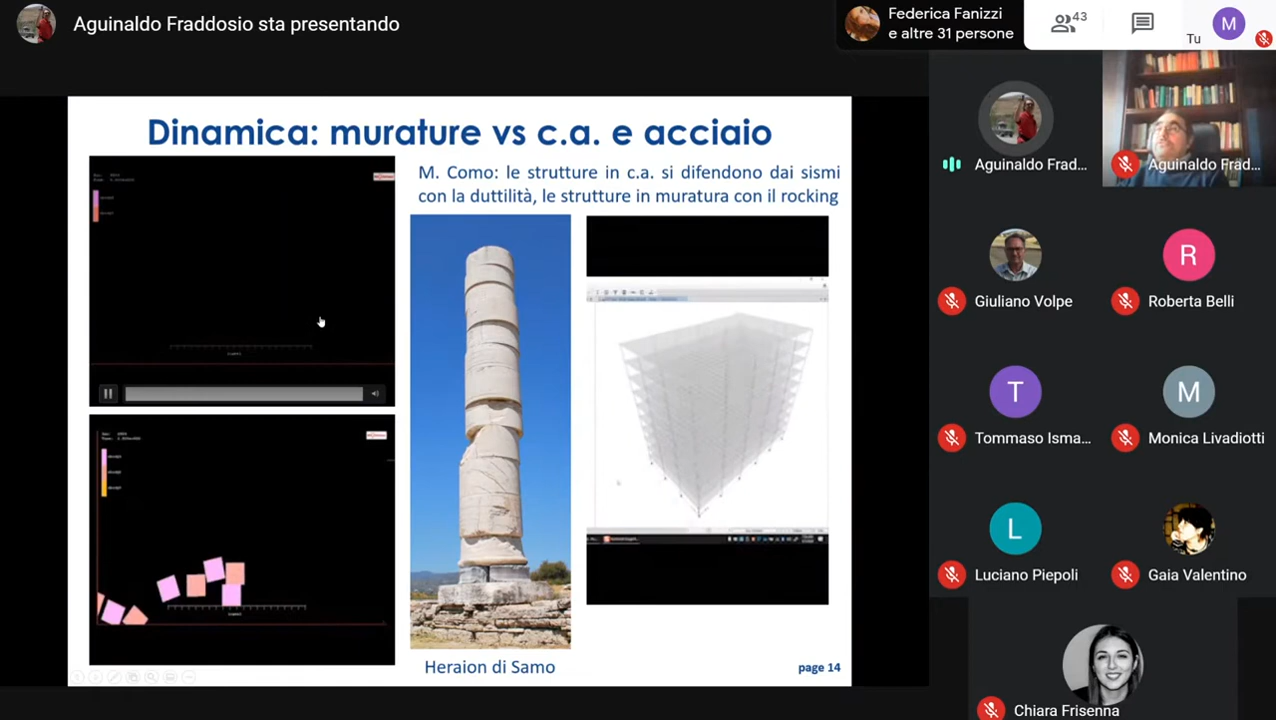 Aguinaldo Fraddosio sta presentando
Federica Fanizzi
e altre 31 persone
43
Tu
M
Dinamica: murature vs c.a. e acciaio
M. Como: le strutture in c.a. si difendono dai sismi
con la duttilità, le strutture in muratura con il rocking
Heraion di Samo
page 14
Aguinaldo Frad...
Aguinaldo Frad...
Giuliano Volpe
R
Roberta Belli
T
Tommaso Isma...
M
Monica Livadiotti
L
Luciano Piepoli
Gaia Valentino
Chiara Frisenna